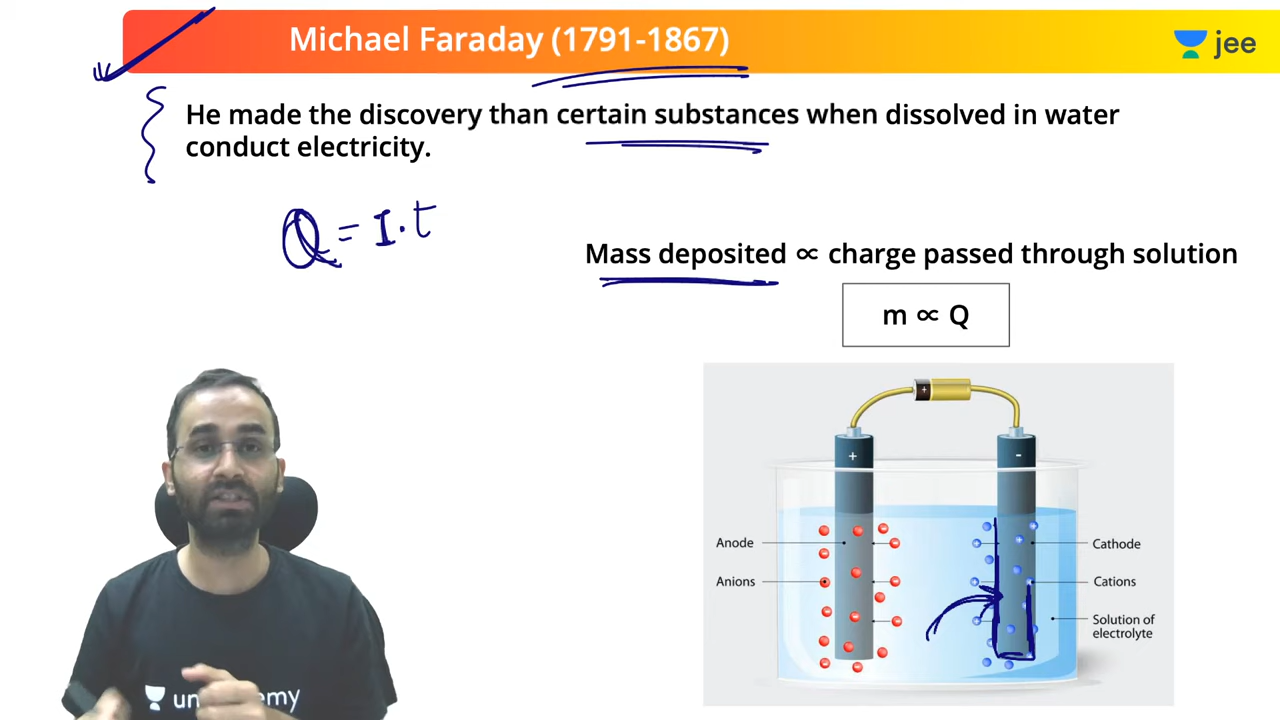 Michael Faraday (1791-1867)
jee
He made the discovery than certain substances when dissolved in water
conduct electricity.
Q = I.t
Mass deposited ∝ charge passed through solution
m ∝ Q
+
+
-
Anode
Cathode
Anions
Cations
Solution of
electrolyte